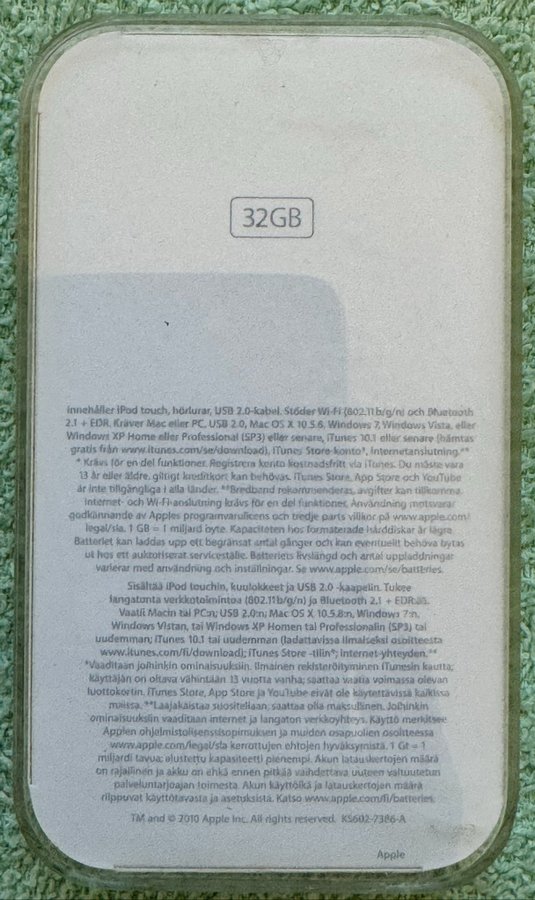 32GB
Innehåller iPod touch, hörlurar, USB 2.0-kabel. Stöder Wi-Fi (802.11b/g/n) och Bluetooth
2.1 + EDR. Kräver Mac eller PC, USB 2.0, Mac OS X 10.5.8, Windows 7, Windows Vista, eller
Windows XP Home eller Professional (SP3) eller senare, iTunes 10.1 eller senare (hämtas
gratis från www.itunes.com/se/download), iTunes Store-konto*, Internetanslutning.**
* Krävs för en del funktioner. Registrera konto kostnadsfritt via iTunes. Du måste vara
13 år eller äldre, giltigt kreditkort kan behövas. iTunes Store, App Store och YouTube
är inte tillgängliga i alla länder. **Bredband rekommenderas, avgifter kan tillkomma.
Internet- och Wi-Fi-anslutning krävs för en del funktioner. Användning motsvarar
godkännande av Apples programvarulicens och tredje parts villkor på www.apple.com/
legal/sla. 1 GB = 1 miljard byte. Kapaciteten hos formaterade hårddiskar är lägre.
Batteriet kan laddas upp ett begränsat antal gånger och kan eventuellt behöva bytas
ut hos ett auktoriserat serviceställe. Batteriets livslängd och antal uppladdningar
varierar med användning och inställningar. Se www.apple.com/se/batteries.
Sisältää iPod touchin, kuulokkeet ja USB 2.0 -kaapelin. Tukee
langatonta verkkotoimintoa (802.11b/g/n) ja Bluetooth 2.1 + EDR:ää.
Vaatii Macin tai PC:n; USB 2.0:n; Mac OS X 10.5.8:n, Windows 7:n,
Windows Vistan, tai Windows XP Homen tai Professionalin (SP3) tai
uudemman; iTunes 10.1 tai uudemman (ladattavissa ilmaiseksi osoitteesta
www.itunes.com/fi/download); iTunes Store -tilin*; internet-yhteyden.**
*Vaaditaan joihinkin ominaisuuksiin. Ilmainen rekisteröityminen iTunesin kautta;
käyttäjän on oltava vähintään 13 vuotta vanha; saattaa vaatia voimassa olevan
luottokortin. iTunes Store, App Store ja YouTube eivät ole käytettävissä kaikissa
maissa. **Laajakaistaa suositellaan; saattaa olla maksullinen. Joihinkin
ominaisuuksiin vaaditaan internet ja langaton verkkoyhteys. Käyttö merkitsee
Applen ohjelmistolisenssisopimuksen ja muiden osapuolien osoitteessa
www.apple.com/legal/sla kerrottujen ehtojen hyväksymistä. 1 Gt = 1
miljardi tavua; alustettu kapasiteetti pienempi. Akun latauskertojen määrä
on rajallinen ja akku on ehkä ennen pitkää vaihdettava uuteen valtuutetun
palveluntarjoajan toimesta. Akun käyttöikä ja latauskertojen määrä
riippuvat käyttötavasta ja asetuksista. Katso www.apple.com/fi/batteries.
TM and © 2010 Apple Inc. All rights reserved. KS602-7386-A
Apple